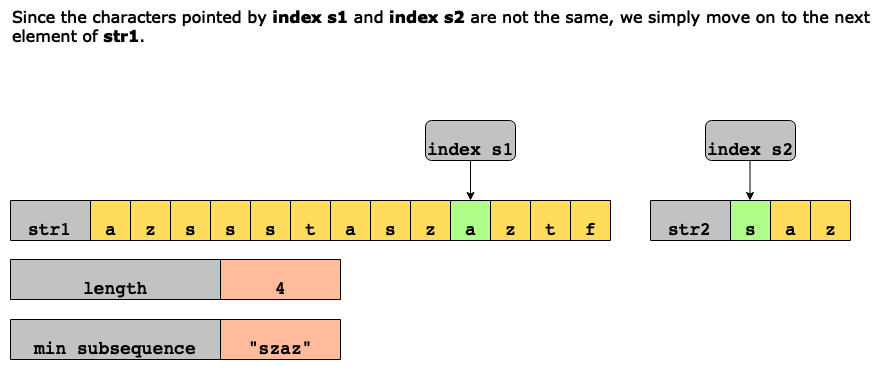 Since the characters pointed by index s1 and index s2 are not the same, we simply move on to the next
element of str1.
index s1 index s2
str1 a z s s s t a s z a z t f str2 s a z
length 4
min subsequence "szaz"